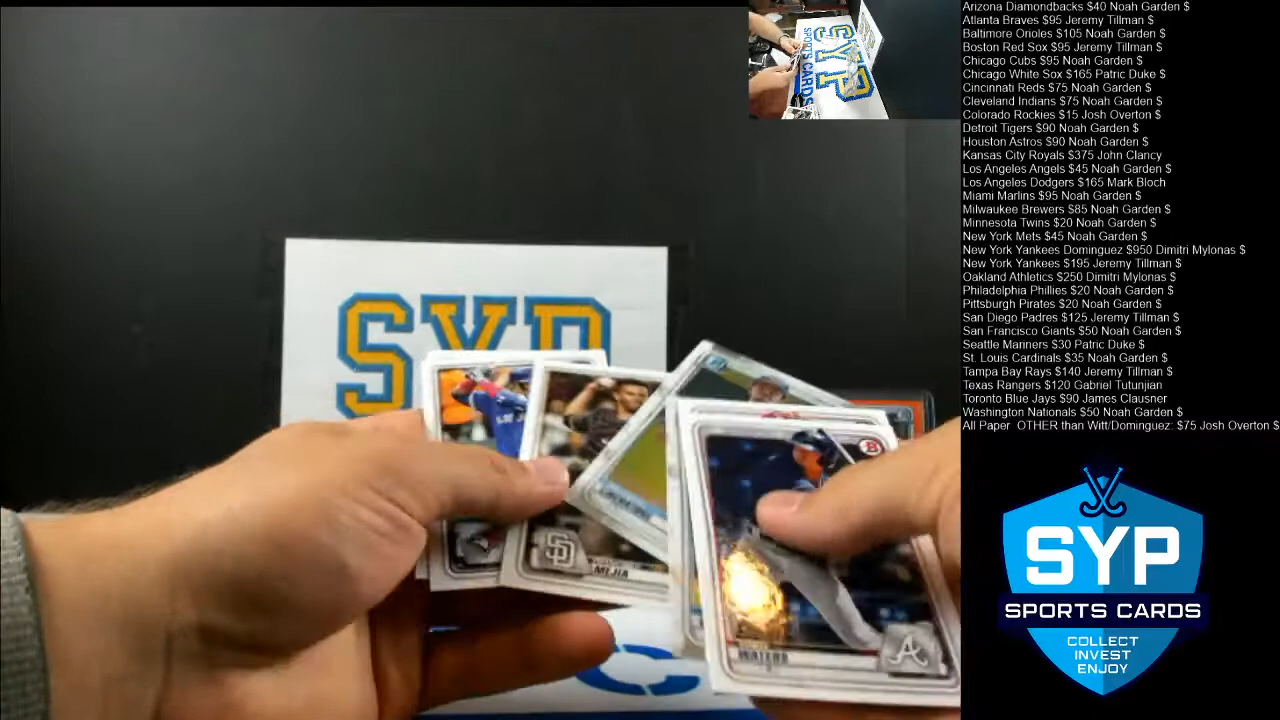 Arizona Diamondbacks $40 Noah Garden $
Atlanta Braves $95 Jeremy Tillman $
Baltimore Orioles $105 Noah Garden $
Boston Red Sox $95 Jeremy Tillman $
Chicago Cubs $95 Noah Garden $
Chicago White Sox $165 Patric Duke $
Cincinnati Reds $75 Noah Garden $
Cleveland Indians $75 Noah Garden $
Colorado Rockies $15 Josh Overton $
Detroit Tigers $90 Noah Garden $
Houston Astros $90 Noah Garden $
Kansas City Royals $375 John Clancy
Los Angeles Angels $45 Noah Garden $
Los Angeles Dodgers $165 Mark Bloch
Miami Marlins $95 Noah Garden $
Milwaukee Brewers $85 Noah Garden $
Minnesota Twins $20 Noah Garden $
New York Mets $45 Noah Garden $
New York Yankees Dominguez $950 Dimitri Mylonas $
New York Yankees $195 Jeremy Tillman $
Oakland Athletics $250 Dimitri Mylonas $
Philadelphia Phillies $20 Noah Garden $
Pittsburgh Pirates $20 Noah Garden $
San Diego Padres $125 Jeremy Tillman $
San Francisco Giants $50 Noah Garden $
Seattle Mariners $30 Patric Duke $
St. Louis Cardinals $35 Noah Garden $
Tampa Bay Rays $140 Jeremy Tillman $
Texas Rangers $120 Gabriel Tutunjian
Toronto Blue Jays $90 James Clausner
Washington Nationals $50 Noah Garden $
All Paper OTHER than Witt/Dominguez: $75 Josh Overton $
SYP
SPORTS CARDS
COLLECT
INVEST
ENJOY
SYP
SPORTS CARDS
SYP
B
SD
MEJIA
WATERS
A